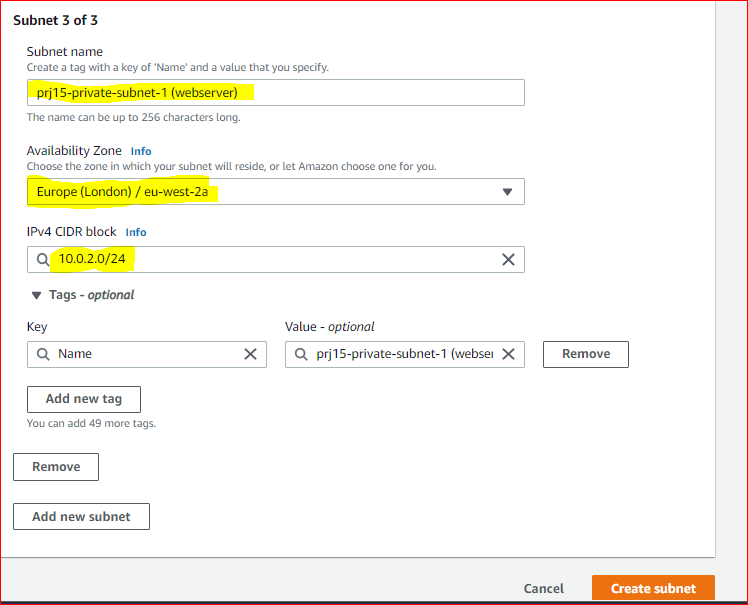 Subnet 3 of 3
Subnet name
Create a tag with a key of 'Name' and a value that you specify.
prj15-private-subnet-1 (webserver)
The name can be up to 256 characters long.
Availability Zone Info
Choose the zone in which your subnet will reside, or let Amazon choose one for you.
Europe (London) / eu-west-2a
IPv4 CIDR block Info
10.0.2.0/24
Tags - optional
Key Value - optional
Name prj15-private-subnet-1 (webser Remove
Add new tag
You can add 49 more tags.
Remove
Add new subnet
Cancel Create subnet